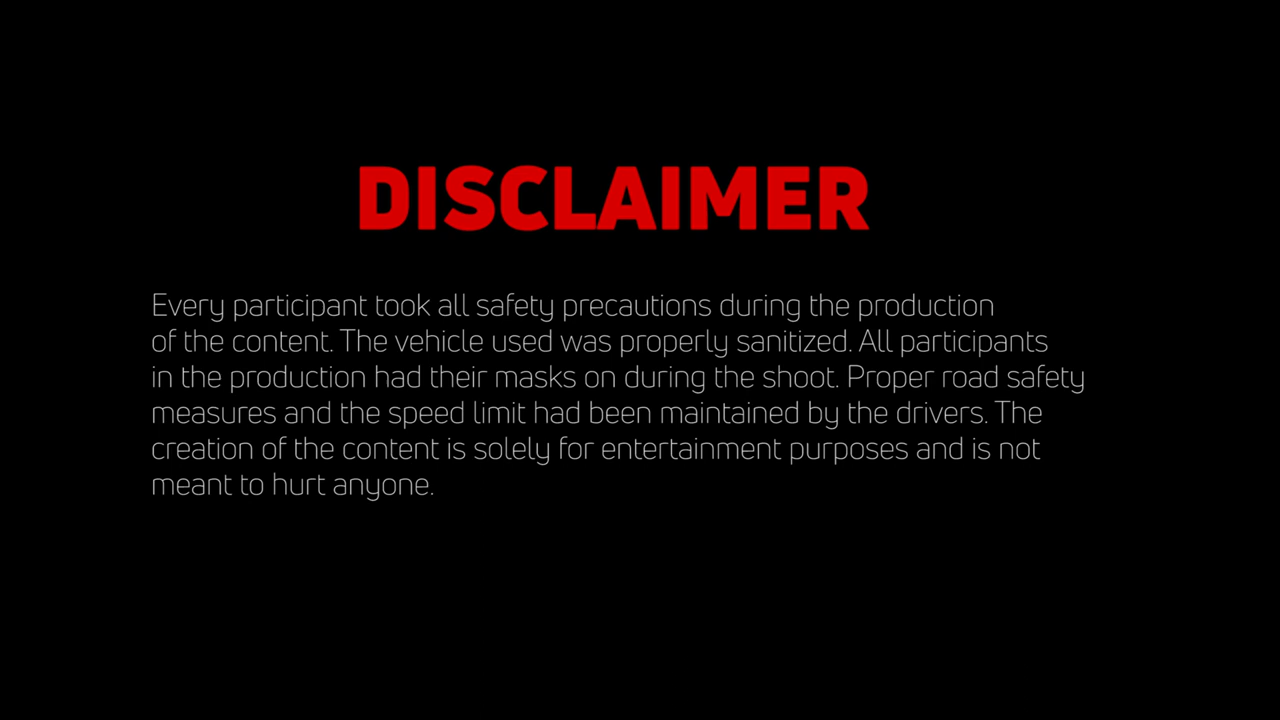 DISCLAIMER
Every participant took all safety precautions during the production
of the content. The vehicle used was properly sanitized. All participants
in the production had their masks on during the shoot. Proper road safety
measures and the speed limit had been maintained by the drivers. The
creation of the content is solely for entertainment purposes and is not
meant to hurt anyone.